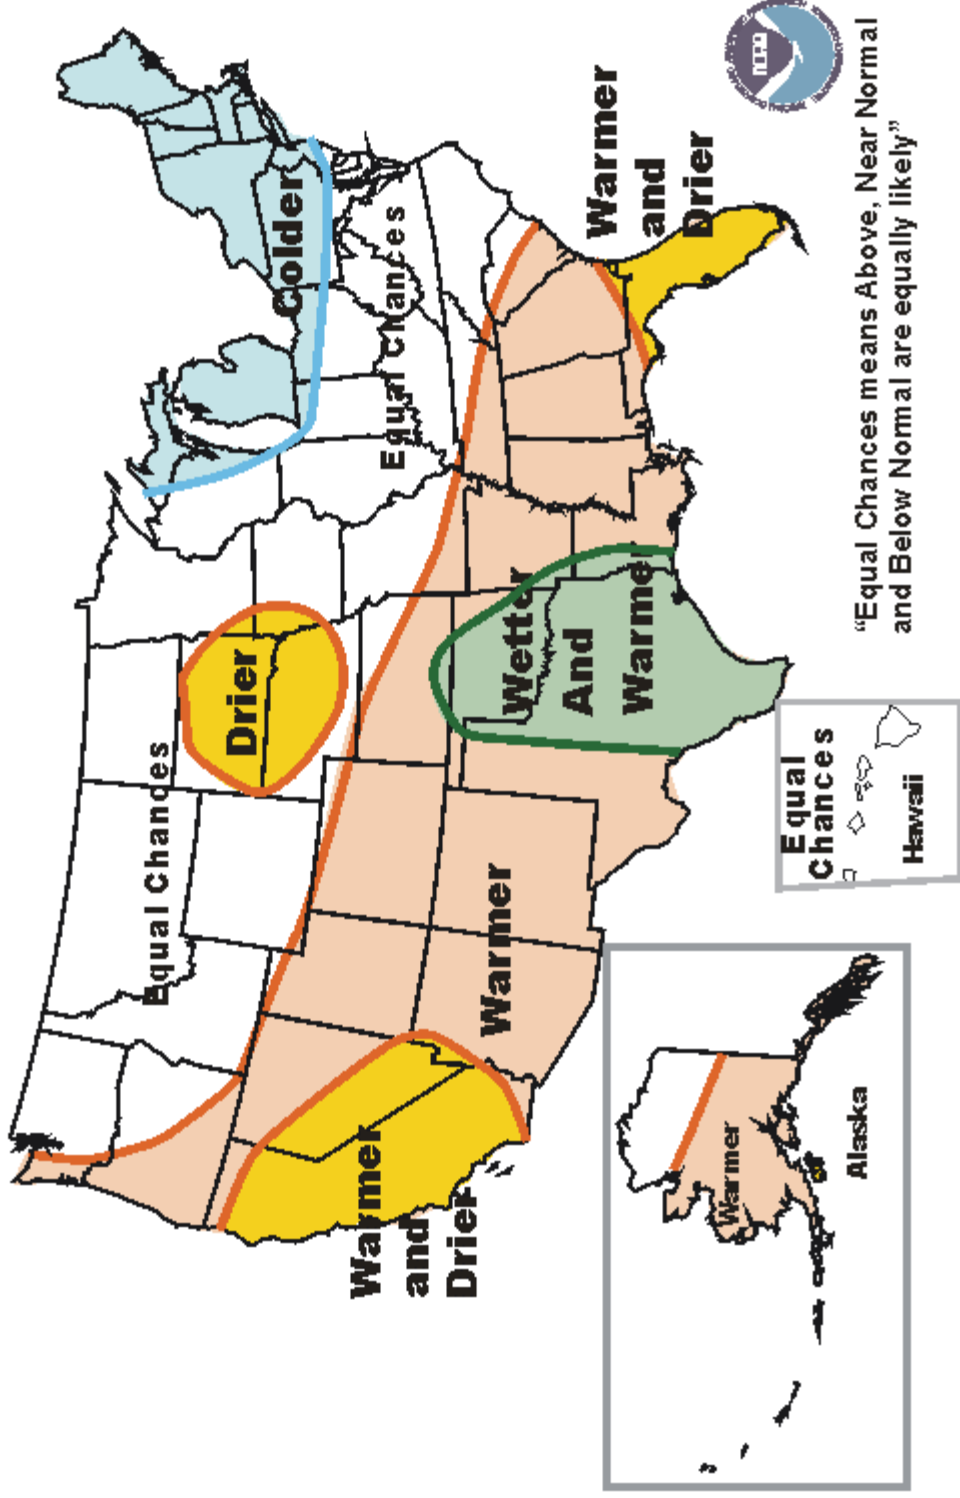 Equal Chances
Drier
Colder
Equal Chances
Warmer
and
Drier
Warmer
Wetter
And
Warmer
Warmer
and
Drier
Warmer
Alaska
Equal
Chances
Hawaii
“Equal Chances means Above, Near Normal
and Below Normal are equally likely”